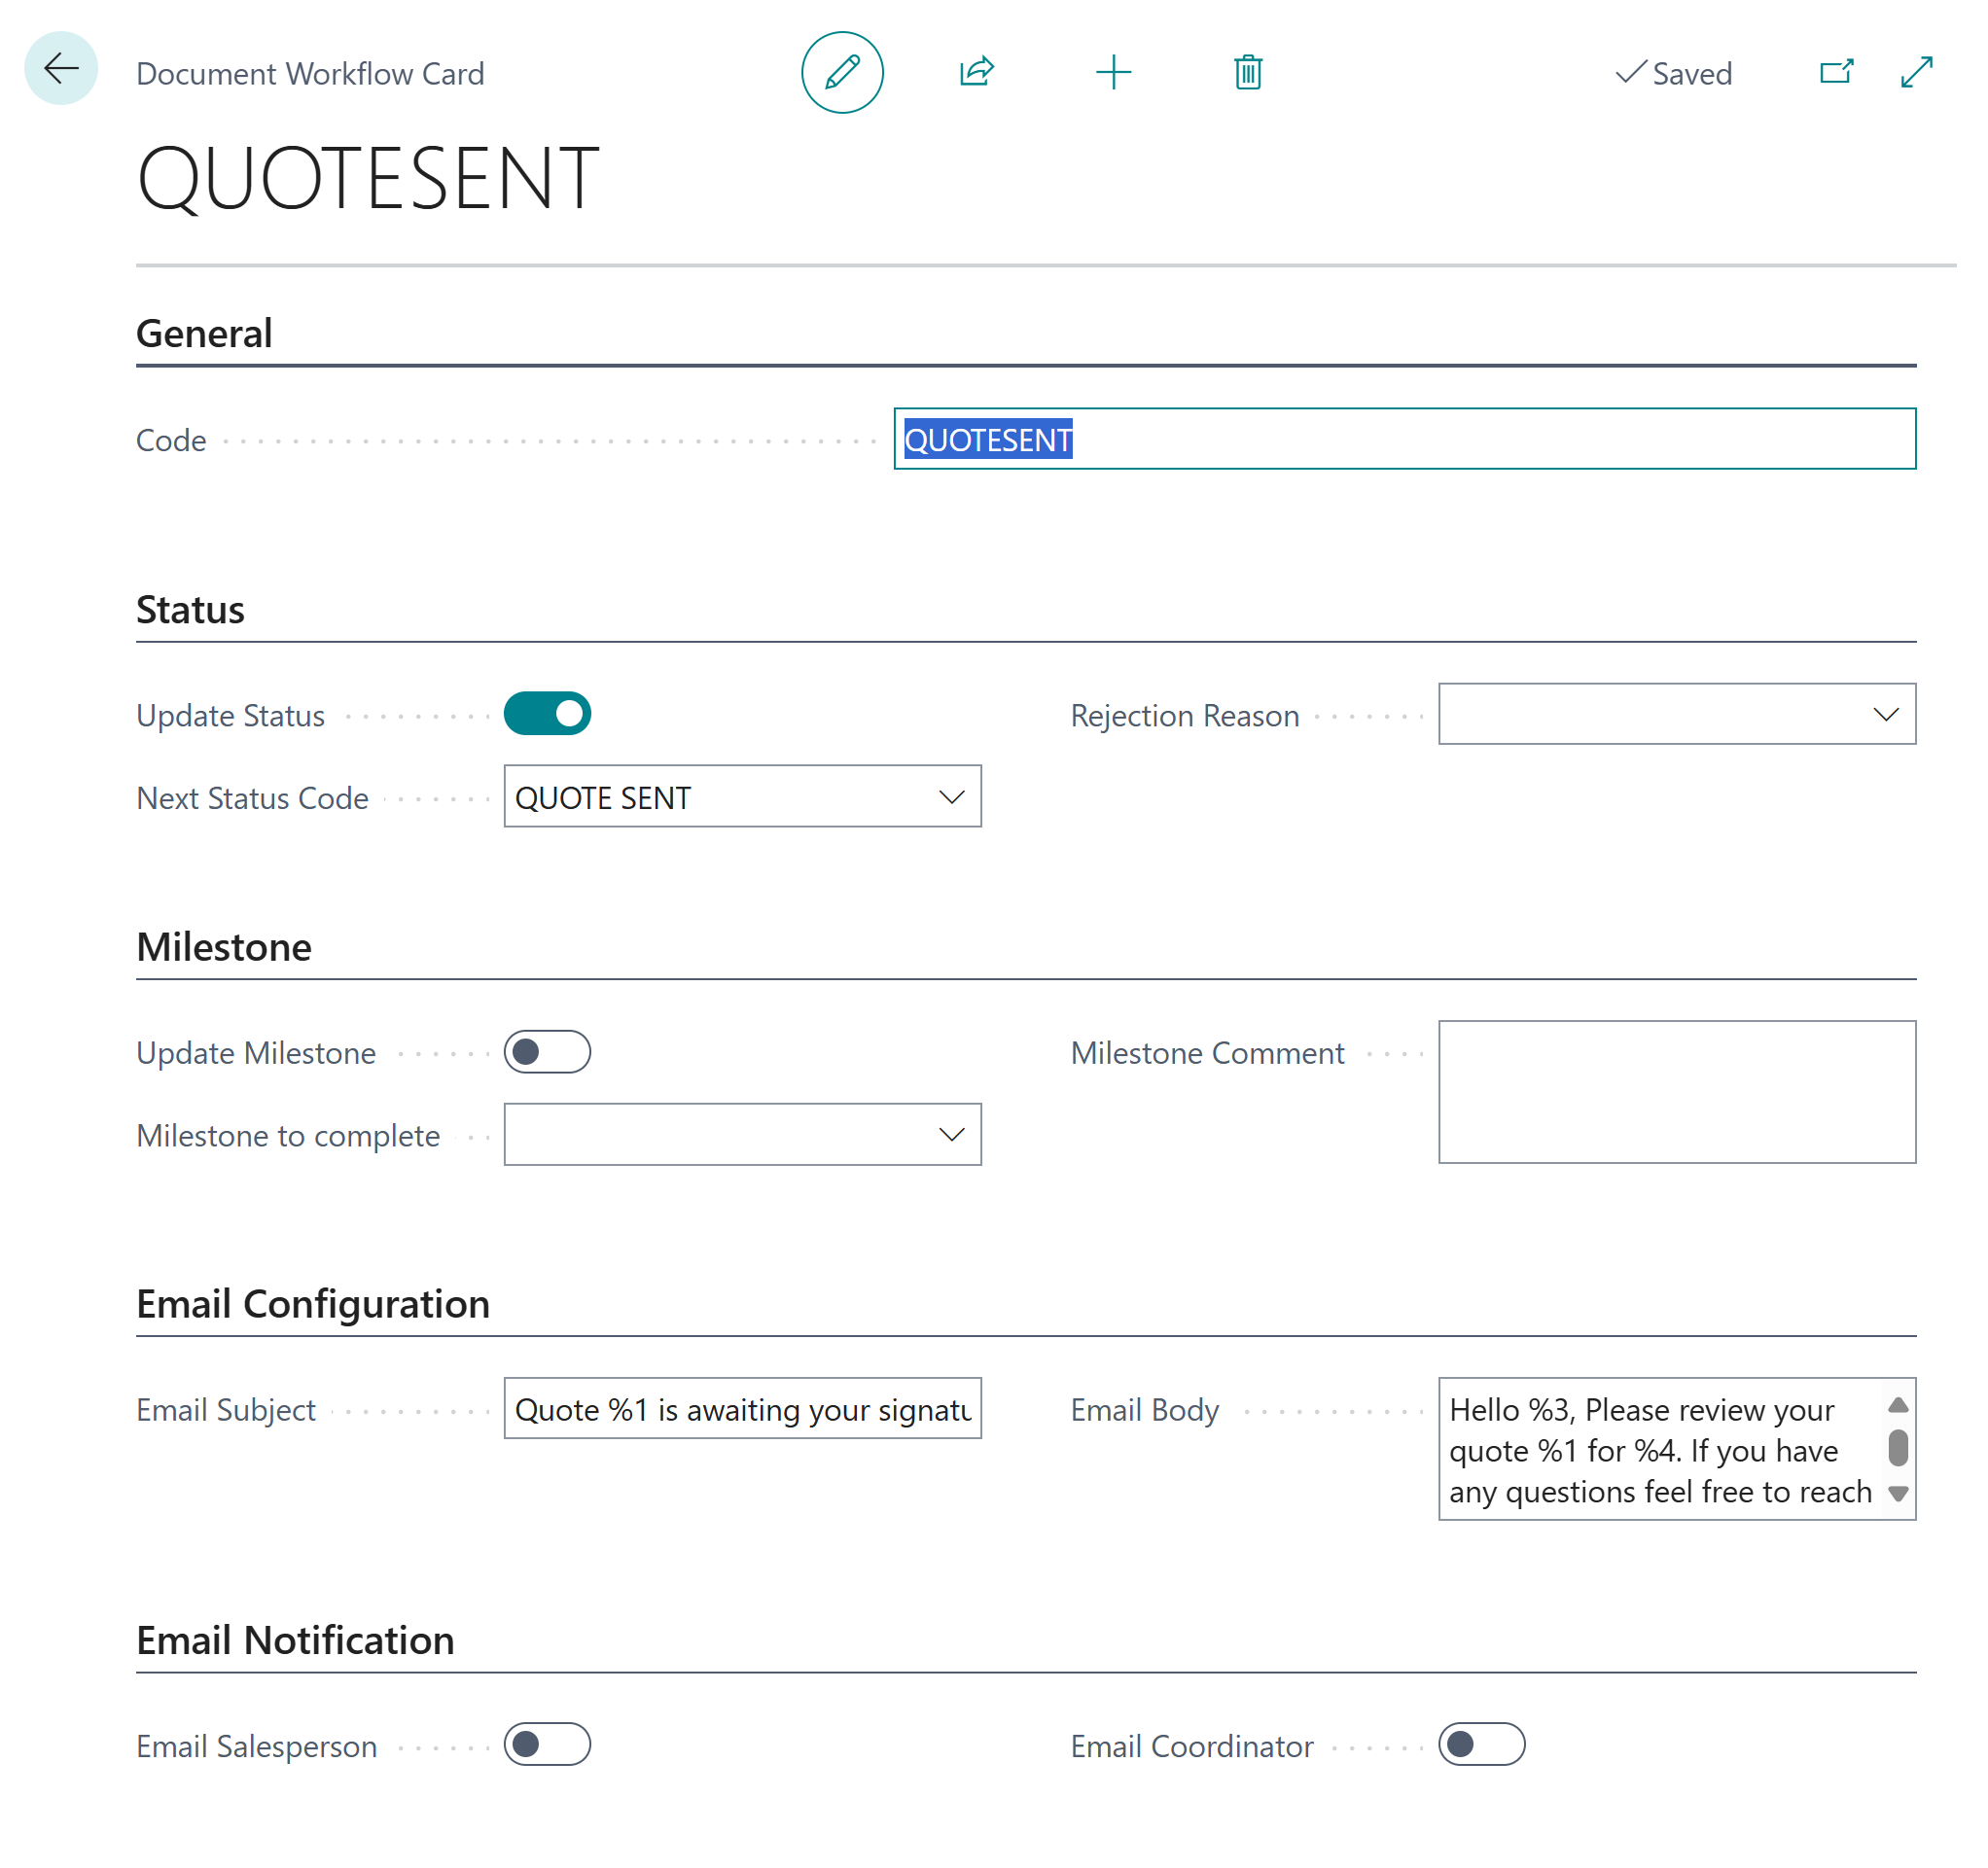 Document Workflow Card
Saved
QUOTESENT
General
Code
QUOTESENT
Status
Update Status
Rejection Reason
Next Status Code
QUOTE SENT
Milestone
Update Milestone
Milestone Comment
Milestone to complete
Email Configuration
Email Subject
Quote %1 is awaiting your signatu
Email Body
Hello %3, Please review your
quote %1 for %4. If you have
any questions feel free to reach
Email Notification
Email Salesperson
Email Coordinator